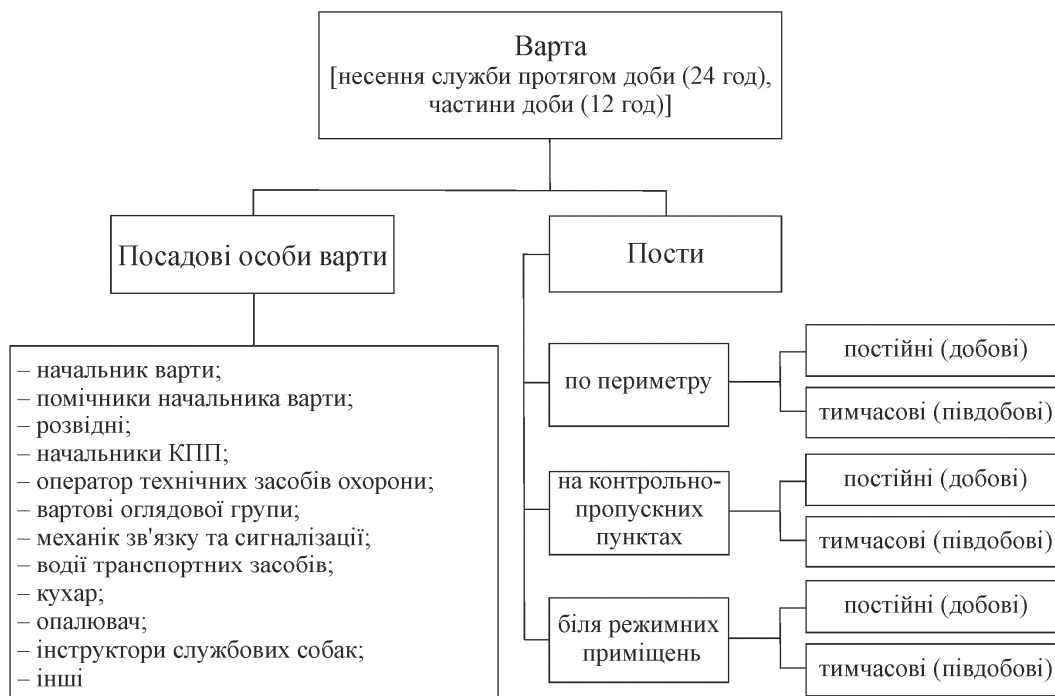 Варта
[несення служби протягом доби (24 год),
частини доби (12 год)]
Посадові особи варти
Пости
– начальник варти;
– помічники начальника варти;
– розвідні;
– начальники КПП;
– оператор технічних засобів охорони;
– вартові оглядової групи;
– механік зв'язку та сигналізації;
– водії транспортних засобів;
– кухар;
– опалювач;
– інструктори службових собак;
– інші
по периметру
постійні (добові)
тимчасові (півдобові)
на контрольно-
пропускних
пунктах
постійні (добові)
тимчасові (півдобові)
біля режимних
приміщень
постійні (добові)
тимчасові (півдобові)